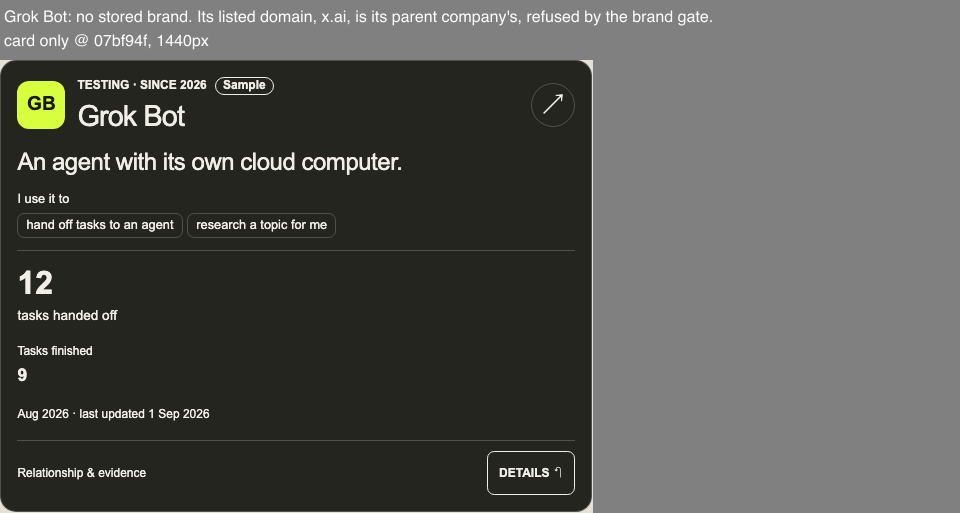 Grok Bot: no stored brand. Its listed domain, x.ai, is its parent company's, refused by the brand gate.
card only @ 07bf94f, 1440px
GB
TESTING · SINCE 2026 Sample
Grok Bot
An agent with its own cloud computer.
I use it to
hand off tasks to an agent research a topic for me
12
tasks handed off
Tasks finished
9
Aug 2026 · last updated 1 Sep 2026
Relationship & evidence DETAILS